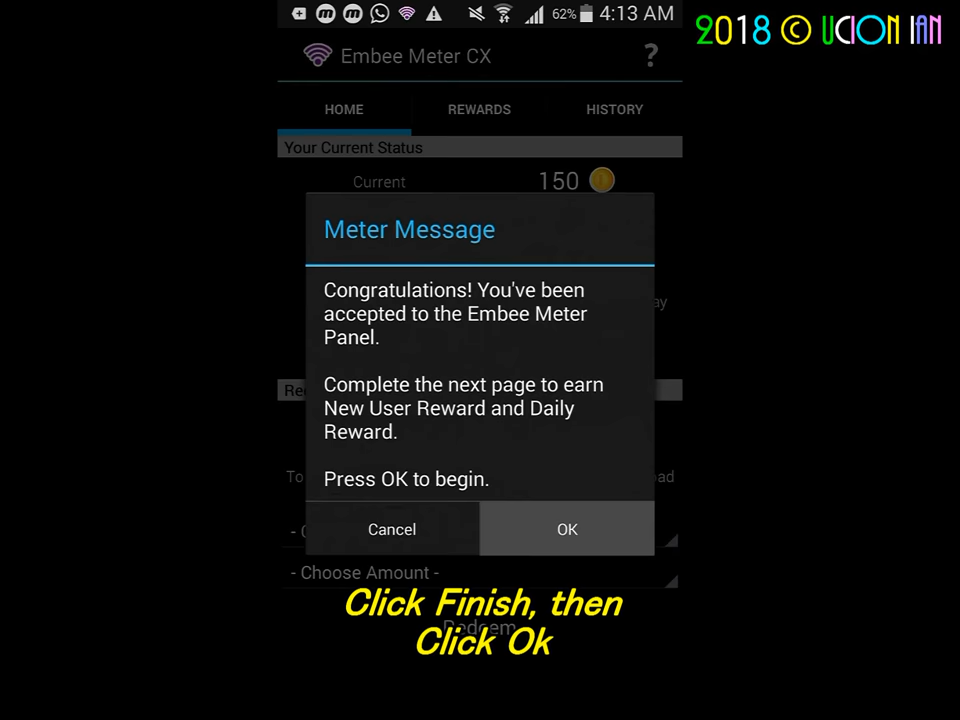 62% 4:13 AM
2018 © UCION IAN
Embee Meter CX ?
HOME REWARDS HISTORY
Your Current Status
Current 150
Meter Message
Congratulations! You've been
accepted to the Embee Meter
Panel.
Complete the next page to earn
New User Reward and Daily
Reward.
Press OK to begin.
Cancel OK
- Choose Amount -
Click Finish, then
Redeem
Click Ok